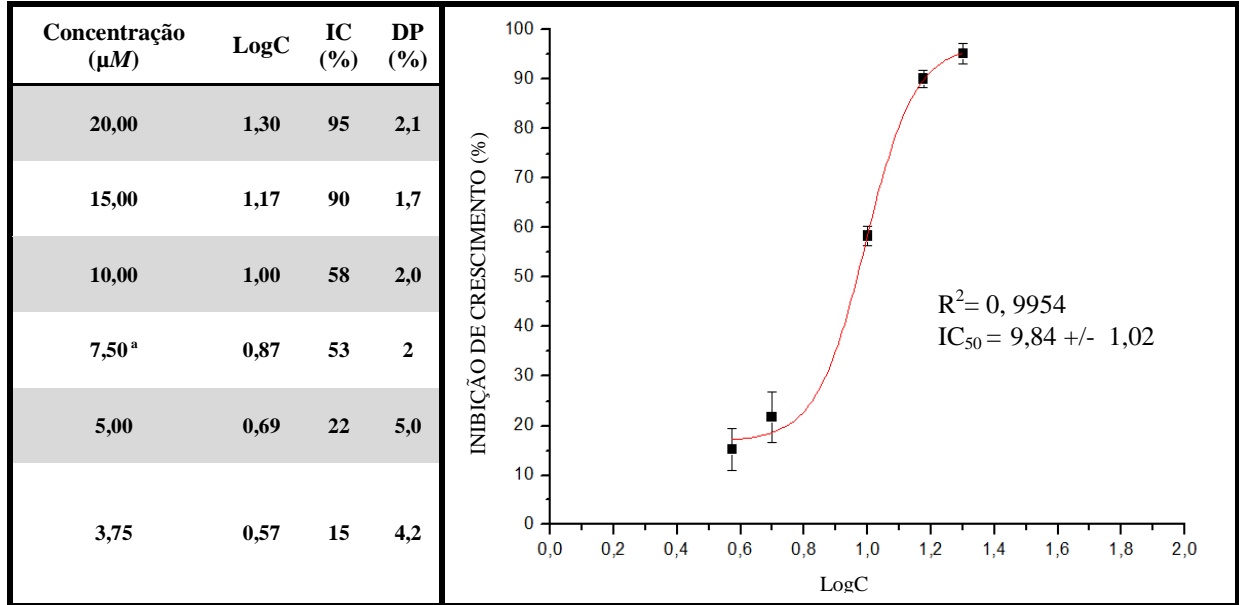 Concentração (µM) LogC IC (%) DP (%)
20,00 1,30 95 2,1
15,00 1,17 90 1,7
10,00 1,00 58 2,0
7,50 a 0,87 53 2
5,00 0,69 22 5,0
3,75 0,57 15 4,2
INIBIÇÃO DE CRESCIMENTO (%)
100
90
80
70
60
50
40
30
20
10
0
R2= 0, 9954
IC50 = 9,84 +/- 1,02
0,0 0,2 0,4 0,6 0,8 1,0 1,2 1,4 1,6 1,8 2,0
LogC